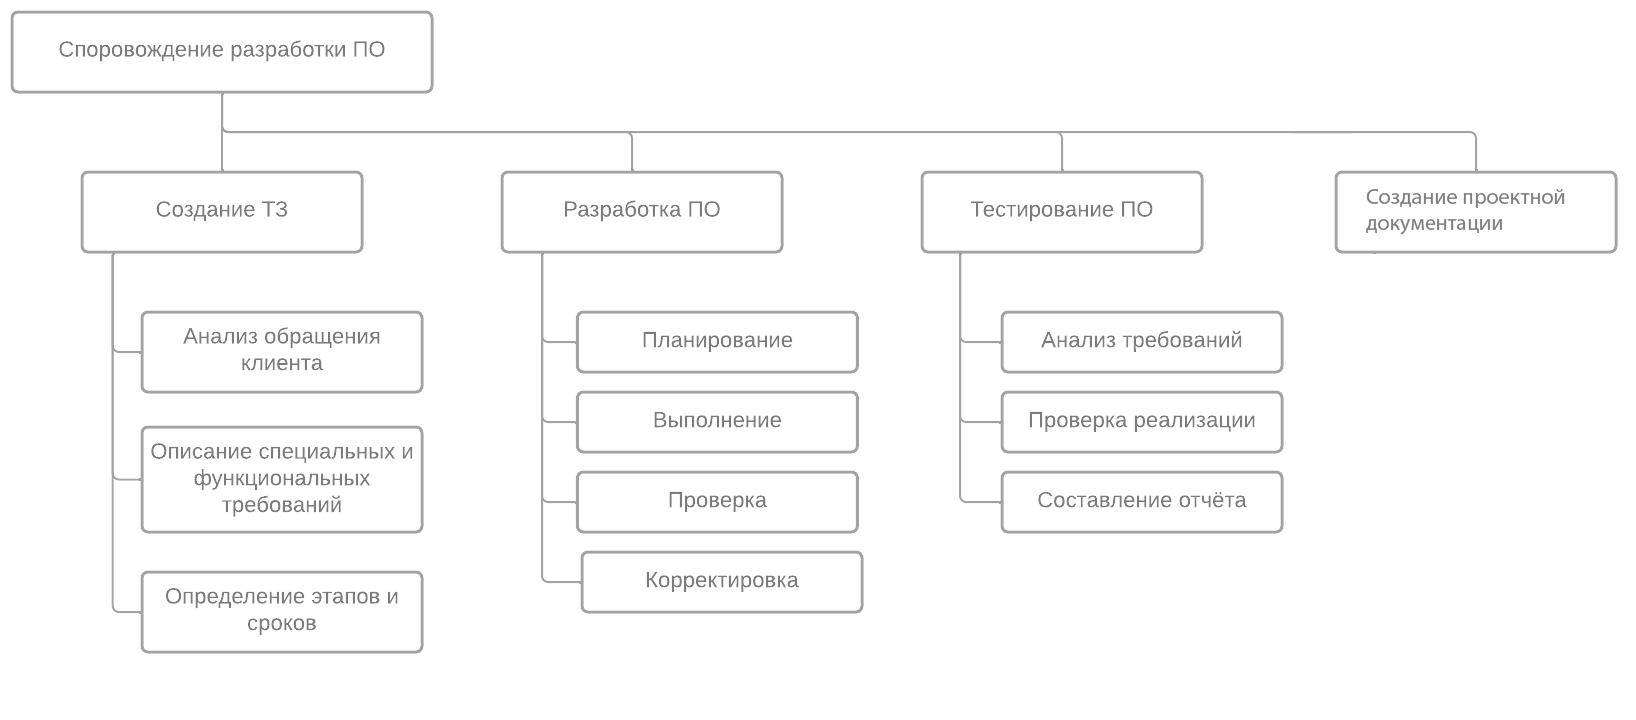 Споровождение разработки ПО
Создание ТЗ
Разработка ПО
Тестирование ПО
Создание проектной
документации
Анализ обращения
клиента
Описание специальных и
функциональных
требований
Определение этапов и
сроков
Планирование
Выполнение
Проверка
Корректировка
Анализ требований
Проверка реализации
Составление отчёта